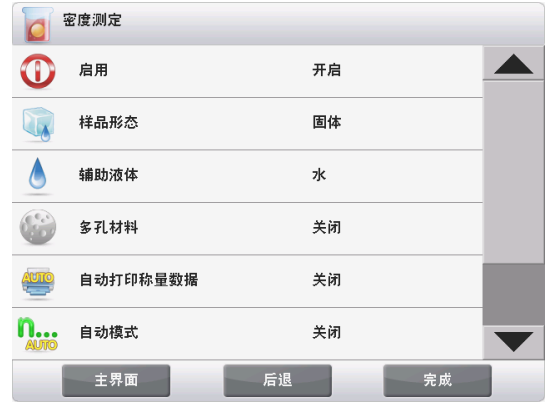 密度测定
启用 开启
样品形态 固体
辅助液体 水
多孔材料 关闭
AUTO 自动打印称量数据 关闭
n... AUTO 自动模式 关闭
主界面 后退 完成